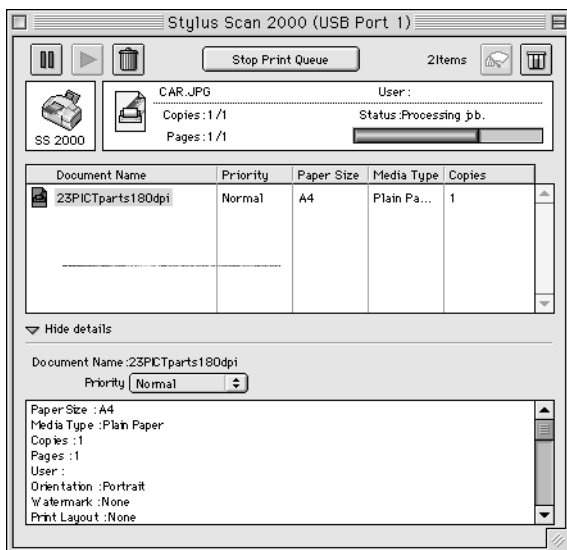 Stylus Scan 2000 (USB Port 1)
Stop Print Queue
2Items
SS 2000
CAR.JPG
User :
Copies :1 /1
Status :Processing job.
Pages :1 /1
Document Name Priority Paper Size Media Type Copies
23PICTparts180dpi Normal A4 Plain Pa... 1
Hide details
Document Name :23PICTparts180dpi
Priority Normal
Paper Size : A4
Media Type :Plain Paper
Copies :1
Pages :1
User :
Orientation :Portrait
Watermark :None
Print Layout :None